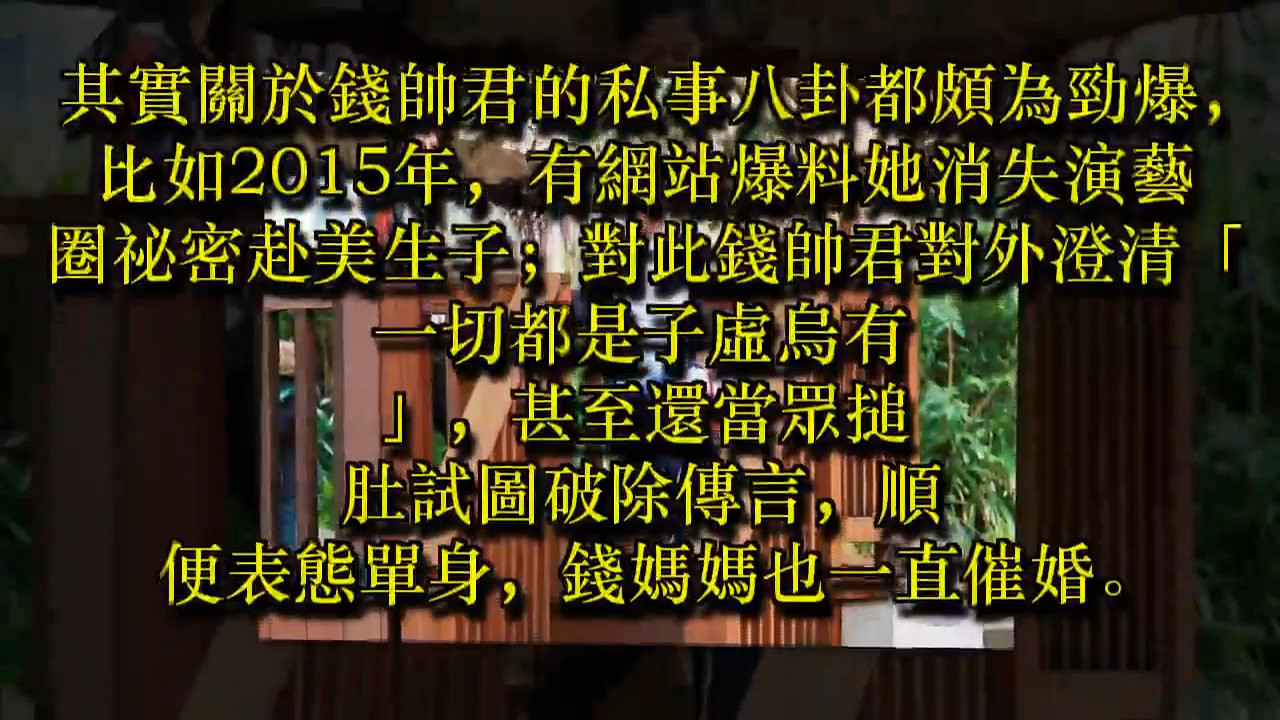 其實關於錢帥君的私事八卦都頗為勁爆，
比如2015年，有網站爆料她消失演藝
圈祕密赴美生子；對此錢帥君對外澄清「
一切都是子虛烏有
」，甚至還當眾搥
肚試圖破除傳言，順
便表態單身，錢媽媽也一直催婚。